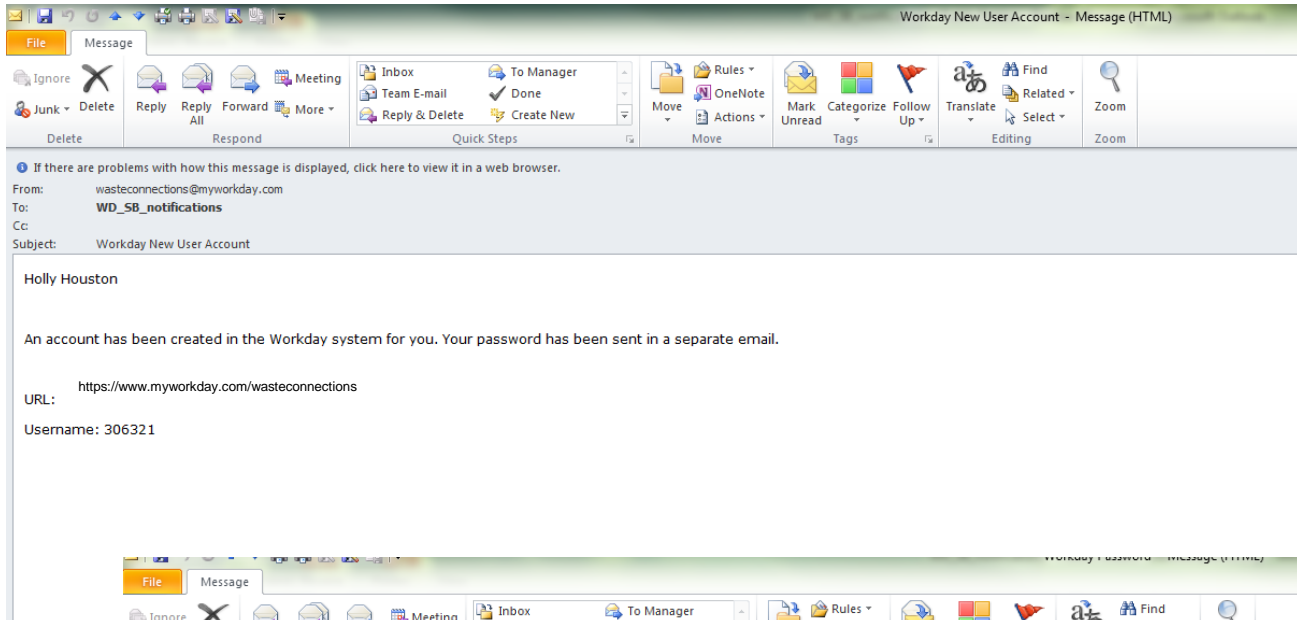 Workday New User Account - Message (HTML)
File Message
Ignore Meeting Inbox To Manager Rules Find
Team E-mail Done OneNote Related
Junk Delete Reply Reply All Forward More Reply & Delete Create New Move Actions Mark Unread Categorize Follow Up Translate Select Zoom
Delete Respond Quick Steps Move Tags Editing Zoom
If there are problems with how this message is displayed, click here to view it in a web browser.
From: wasteconnections@myworkday.com
To: WD_SB_notifications
Cc:
Subject: Workday New User Account
Holly Houston
An account has been created in the Workday system for you. Your password has been sent in a separate email.
https://www.myworkday.com/wasteconnections
URL:
Username: 306321
Workday Password - Message (HTML)
File Message
Ignore Meeting Inbox To Manager Rules Find